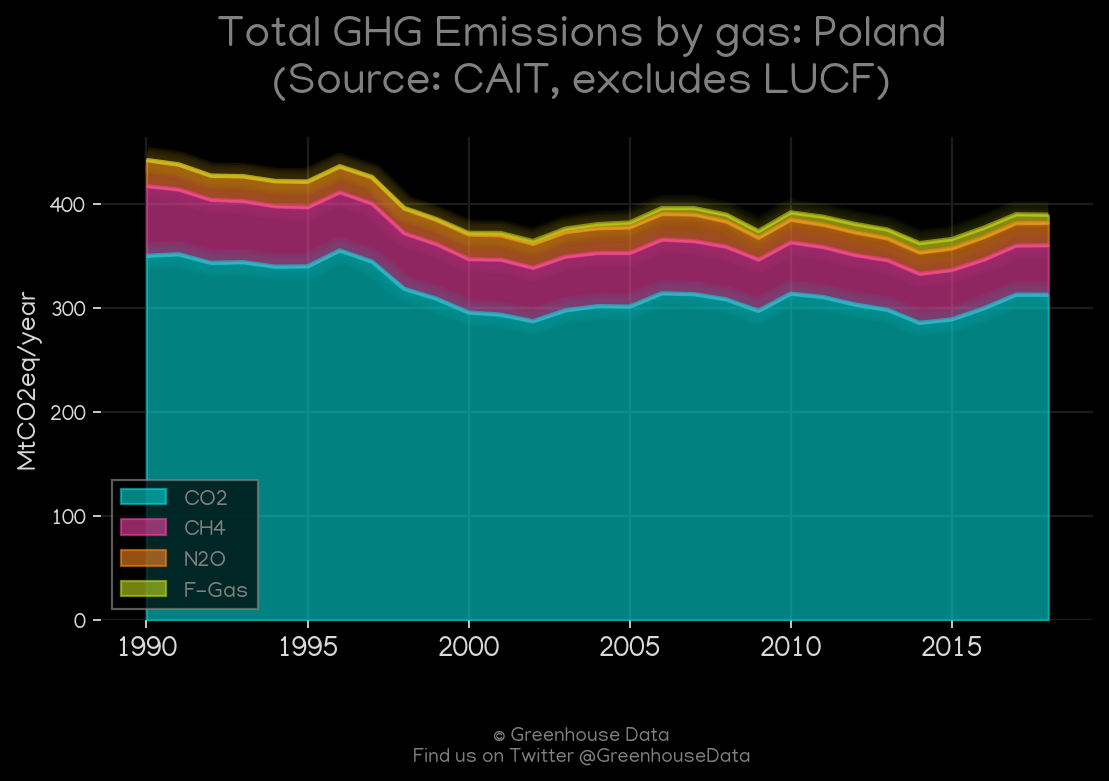 Total GHG Emissions by gas: Poland
(Source: CAIT, excludes LUCF)
MtCO2eq/year
400
300
200
100
0
CO2
CH4
N2O
F-Gas
1990 1995 2000 2005 2010 2015
© Greenhouse Data
Find us on Twitter @GreenhouseData